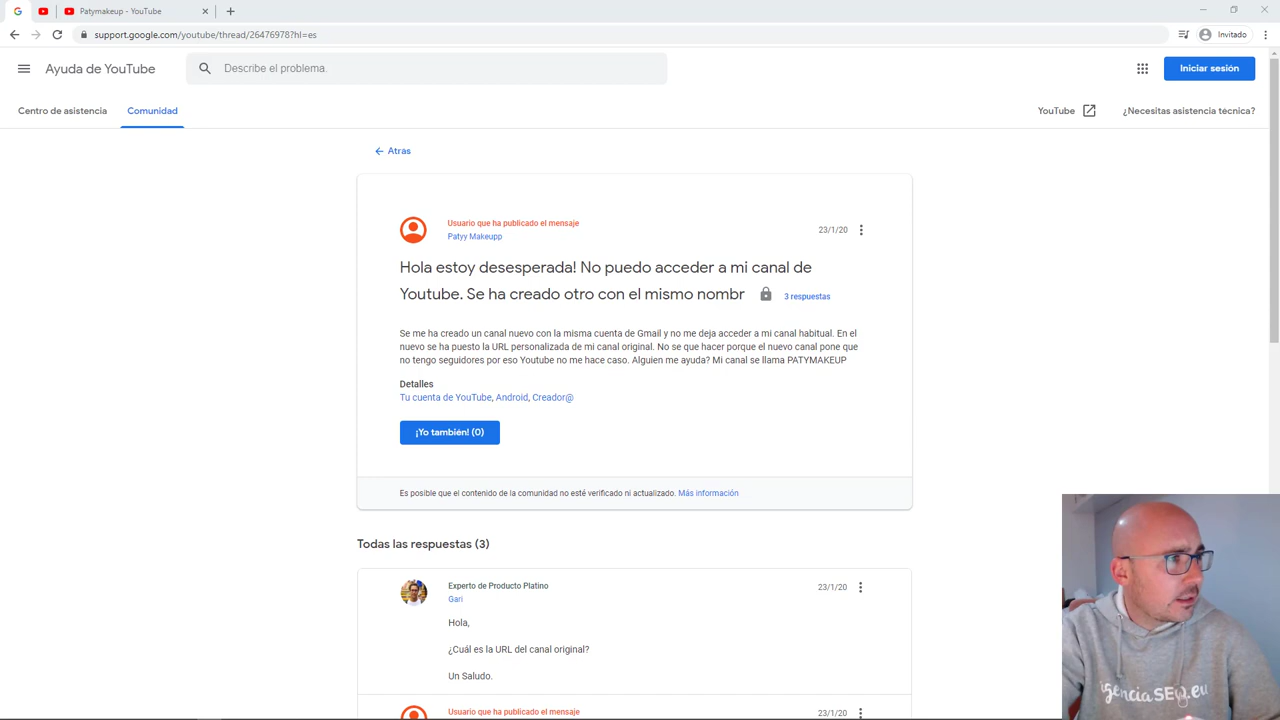 Patymakeup - YouTube
support.google.com/youtube/thread/26476978?hl=es
Invitado
Ayuda de YouTube
Describe el problema.
Iniciar sesión
Centro de asistencia
Comunidad
YouTube
¿Necesitas asistencia técnica?
Atras
Usuario que ha publicado el mensaje
Patyy Makeupp
23/1/20
Hola estoy desesperada! No puedo acceder a mi canal de
Youtube. Se ha creado otro con el mismo nombr
3 respuestas
Se me ha creado un canal nuevo con la misma cuenta de Gmail y no me deja acceder a mi canal habitual. En el
nuevo se ha puesto la URL personalizada de mi canal original. No se que hacer porque el nuevo canal pone que
no tengo seguidores por eso Youtube no me hace caso. Alguien me ayuda? Mi canal se llama PATYMAKEUP
Detalles
Tu cuenta de YouTube, Android, Creador@
¡Yo también! (0)
Es posible que el contenido de la comunidad no esté verificado ni actualizado. Más información
Todas las respuestas (3)
Experto de Producto Platino
Gari
23/1/20
Hola,
¿Cuál es la URL del canal original?
Un Saludo.
Usuario que ha publicado el mensaje
23/1/20
agenciaSEO.eu